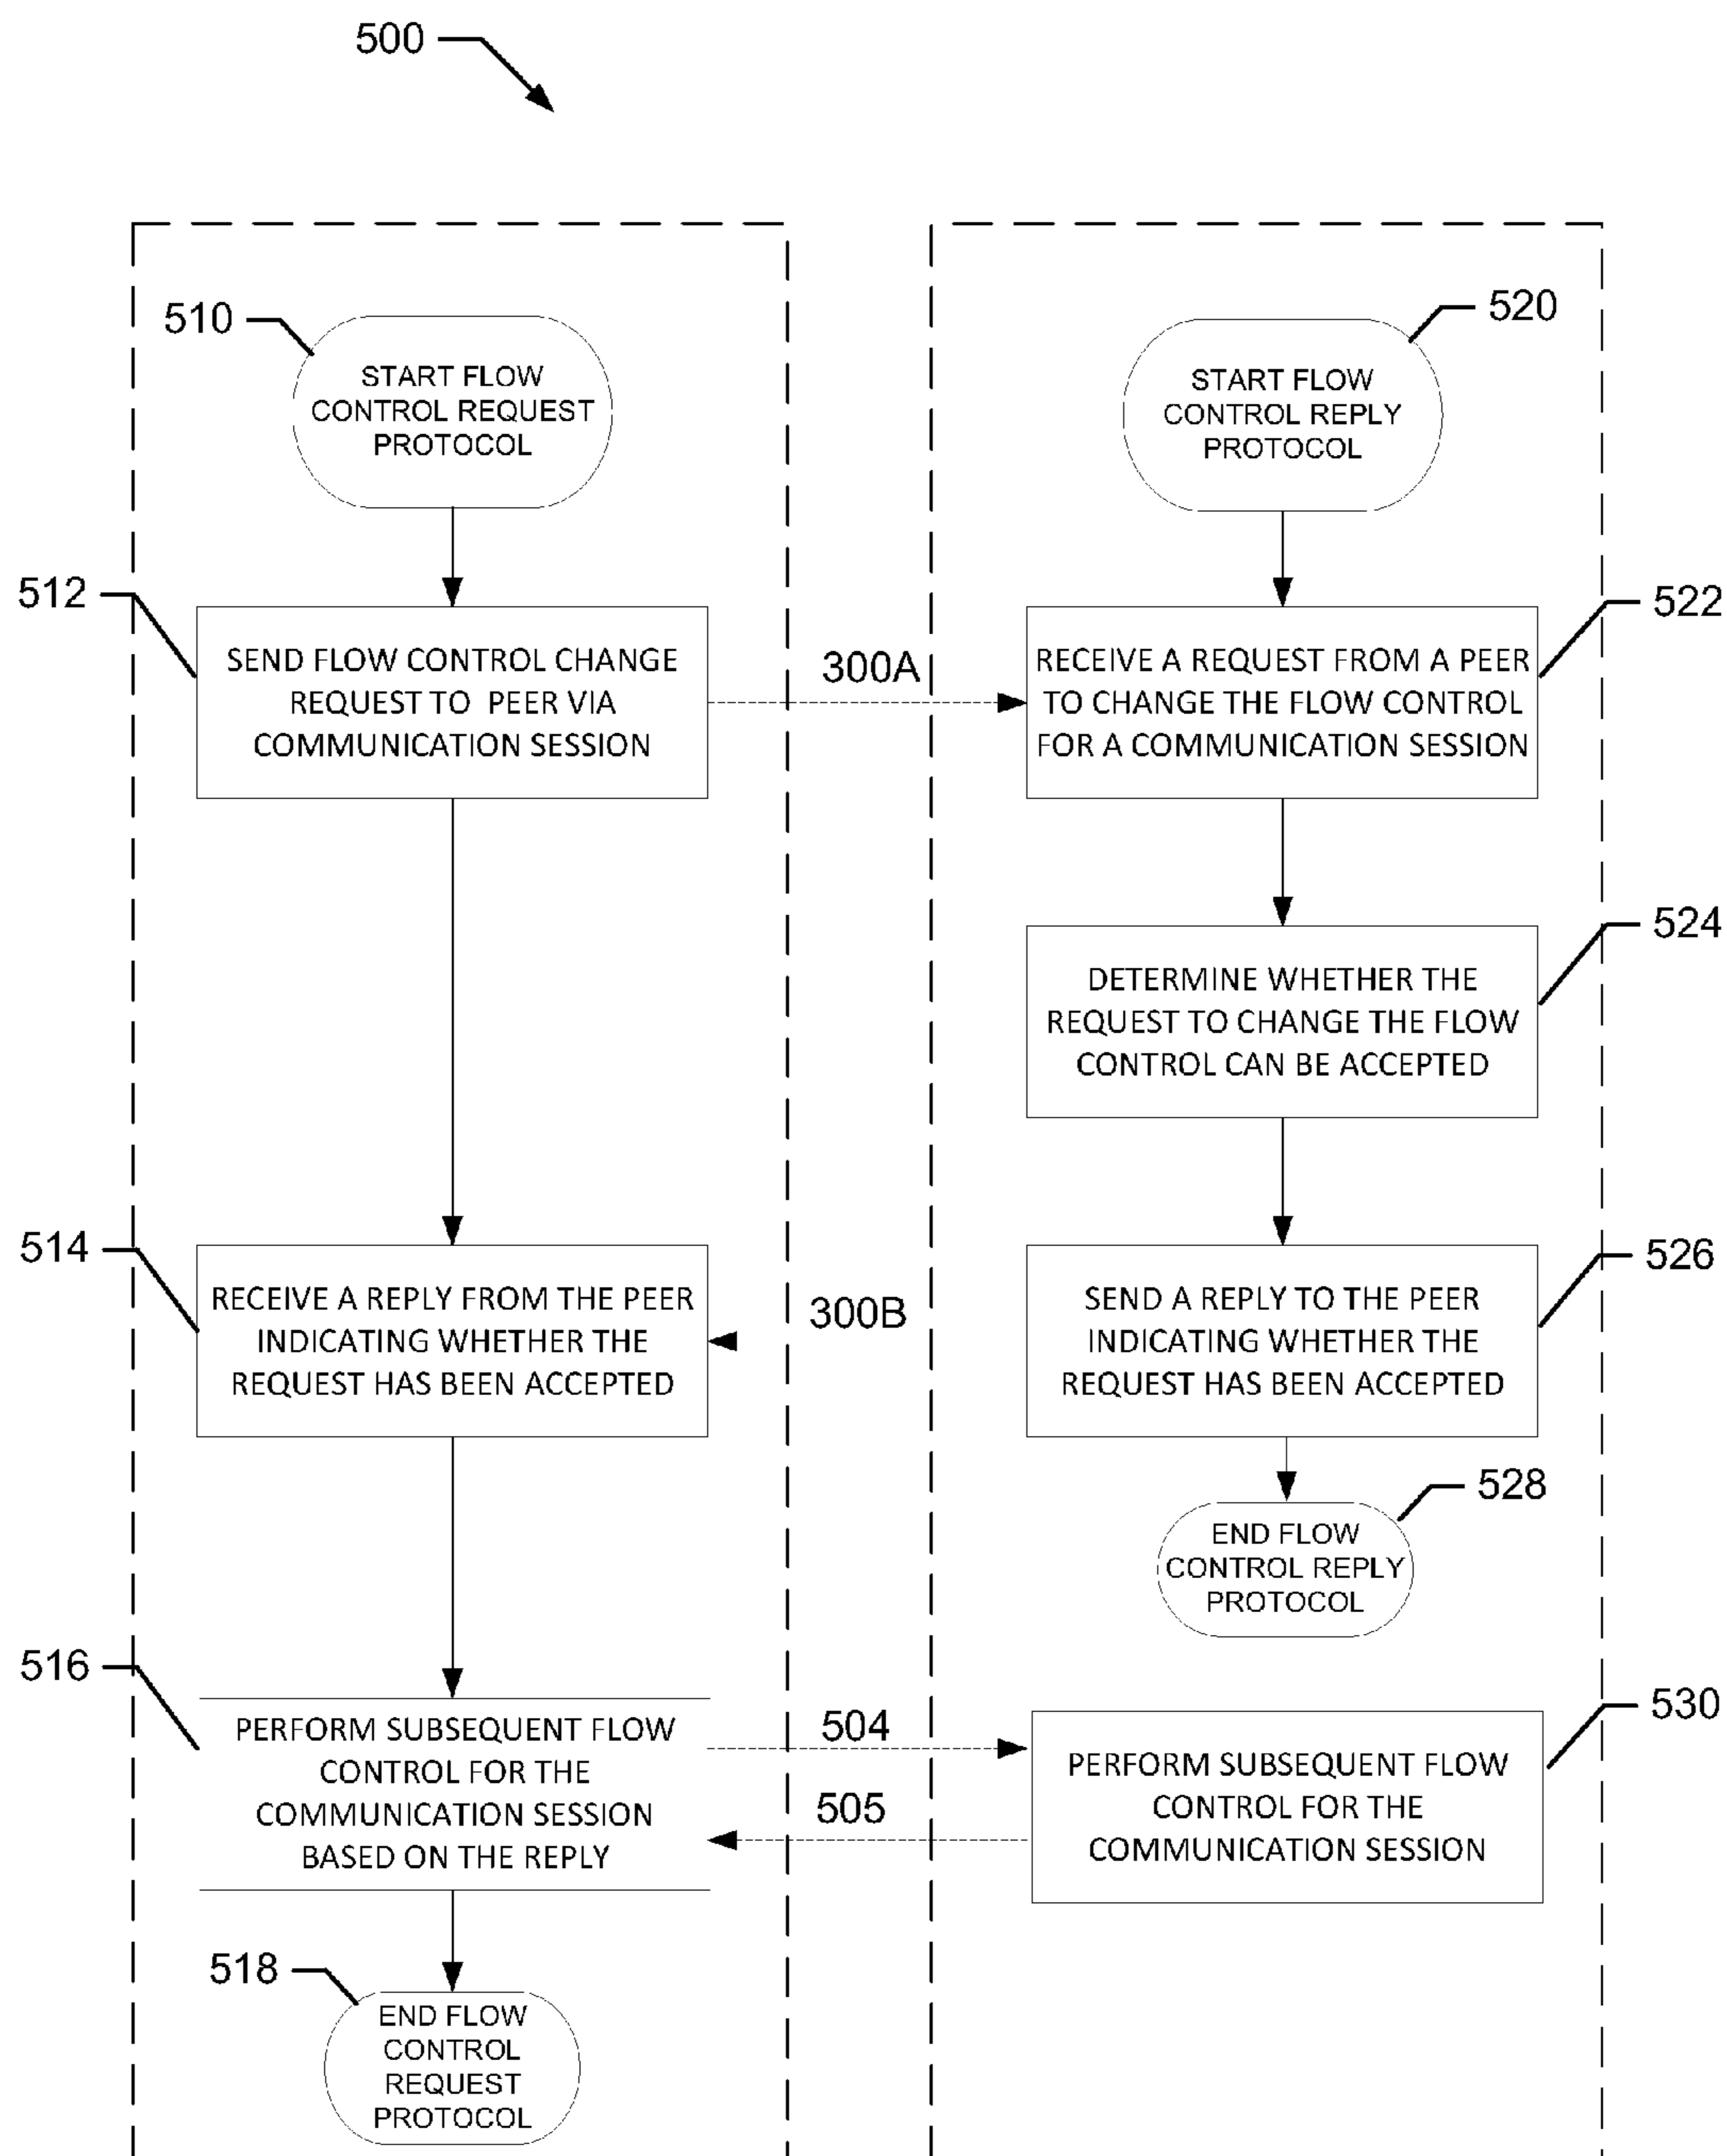 500
510
START FLOW
CONTROL REQUEST
PROTOCOL
520
START FLOW
CONTROL REPLY
PROTOCOL
512
SEND FLOW CONTROL CHANGE
REQUEST TO PEER VIA
COMMUNICATION SESSION
300A
522
RECEIVE A REQUEST FROM A PEER
TO CHANGE THE FLOW CONTROL
FOR A COMMUNICATION SESSION
524
DETERMINE WHETHER THE
REQUEST TO CHANGE THE FLOW
CONTROL CAN BE ACCEPTED
514
RECEIVE A REPLY FROM THE PEER
INDICATING WHETHER THE
REQUEST HAS BEEN ACCEPTED
300B
526
SEND A REPLY TO THE PEER
INDICATING WHETHER THE
REQUEST HAS BEEN ACCEPTED
528
END FLOW
CONTROL REPLY
PROTOCOL
516
PERFORM SUBSEQUENT FLOW
CONTROL FOR THE
COMMUNICATION SESSION
BASED ON THE REPLY
504
505
530
PERFORM SUBSEQUENT FLOW
CONTROL FOR THE
COMMUNICATION SESSION
518
END FLOW
CONTROL
REQUEST
PROTOCOL